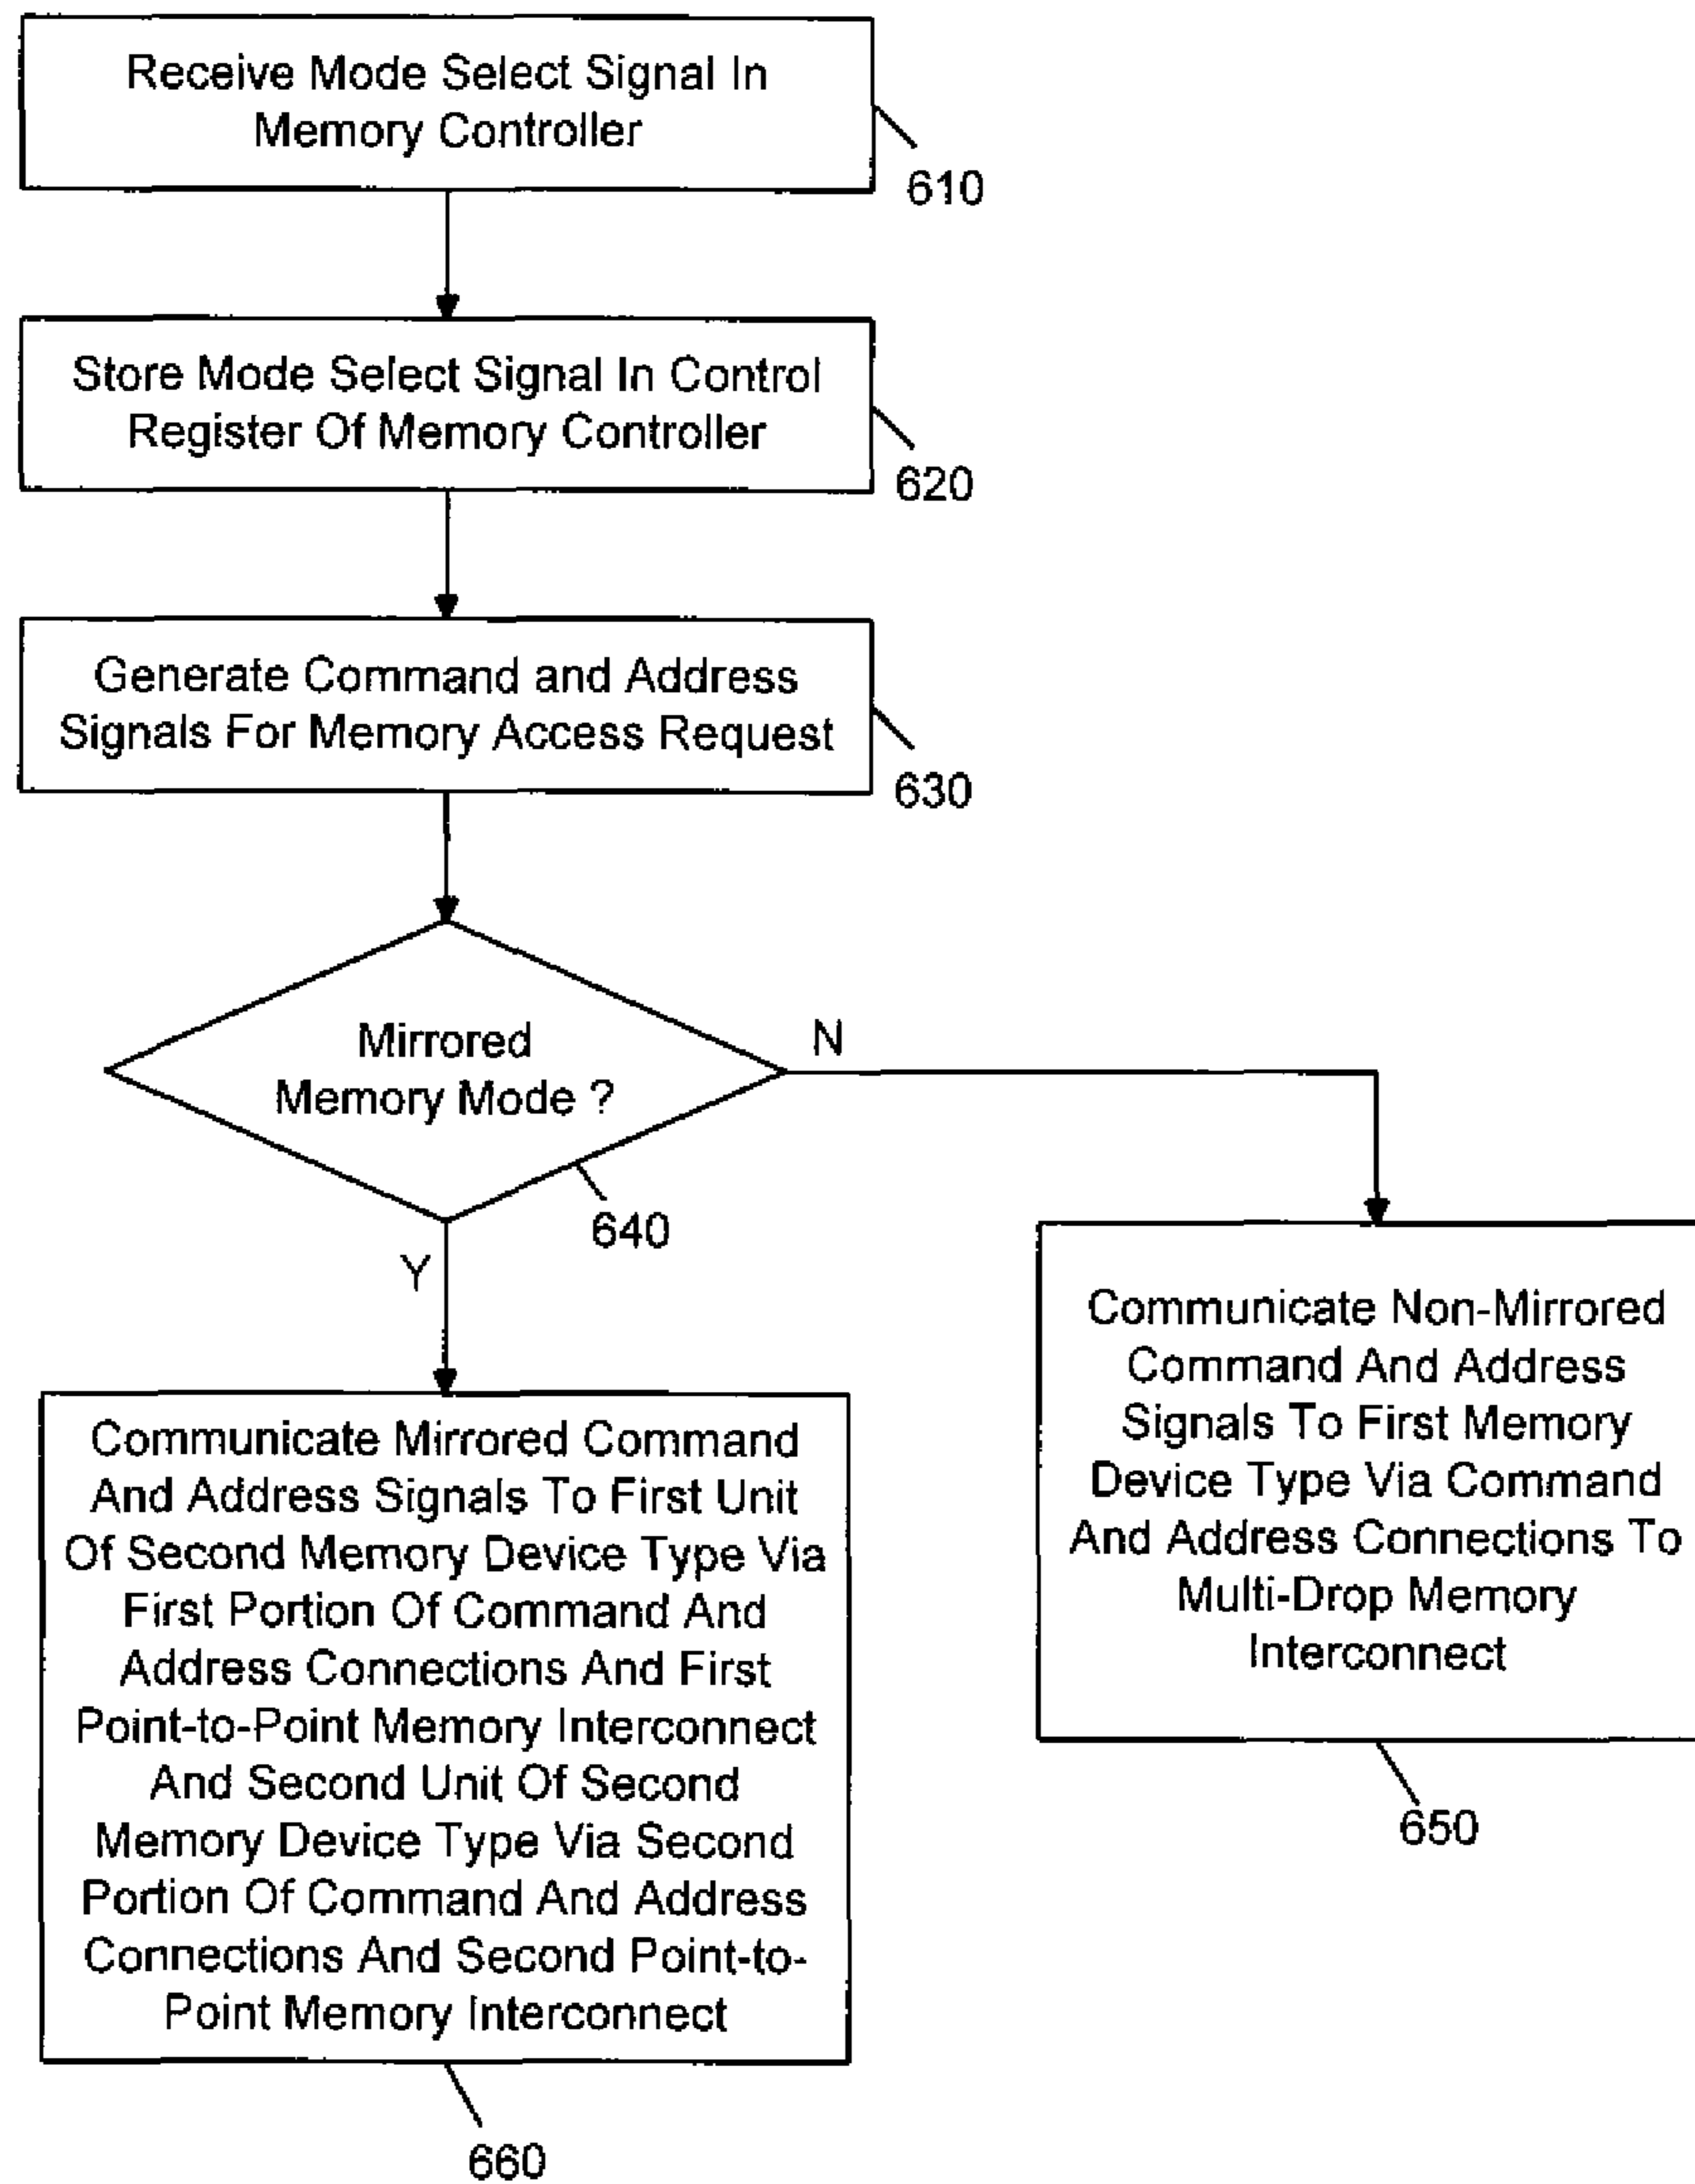 Receive Mode Select Signal In
Memory Controller
610
Store Mode Select Signal In Control
Register Of Memory Controller
620
Generate Command and Address
Signals For Memory Access Request
630
Mirrored
Memory Mode ?
640
N
Y
Communicate Non-Mirrored
Command And Address
Signals To First Memory
Device Type Via Command
And Address Connections To
Multi-Drop Memory
Interconnect
650
Communicate Mirrored Command
And Address Signals To First Unit
Of Second Memory Device Type Via
First Portion Of Command And
Address Connections And First
Point-to-Point Memory Interconnect
And Second Unit Of Second
Memory Device Type Via Second
Portion Of Command And Address
Connections And Second Point-to-
Point Memory Interconnect
660